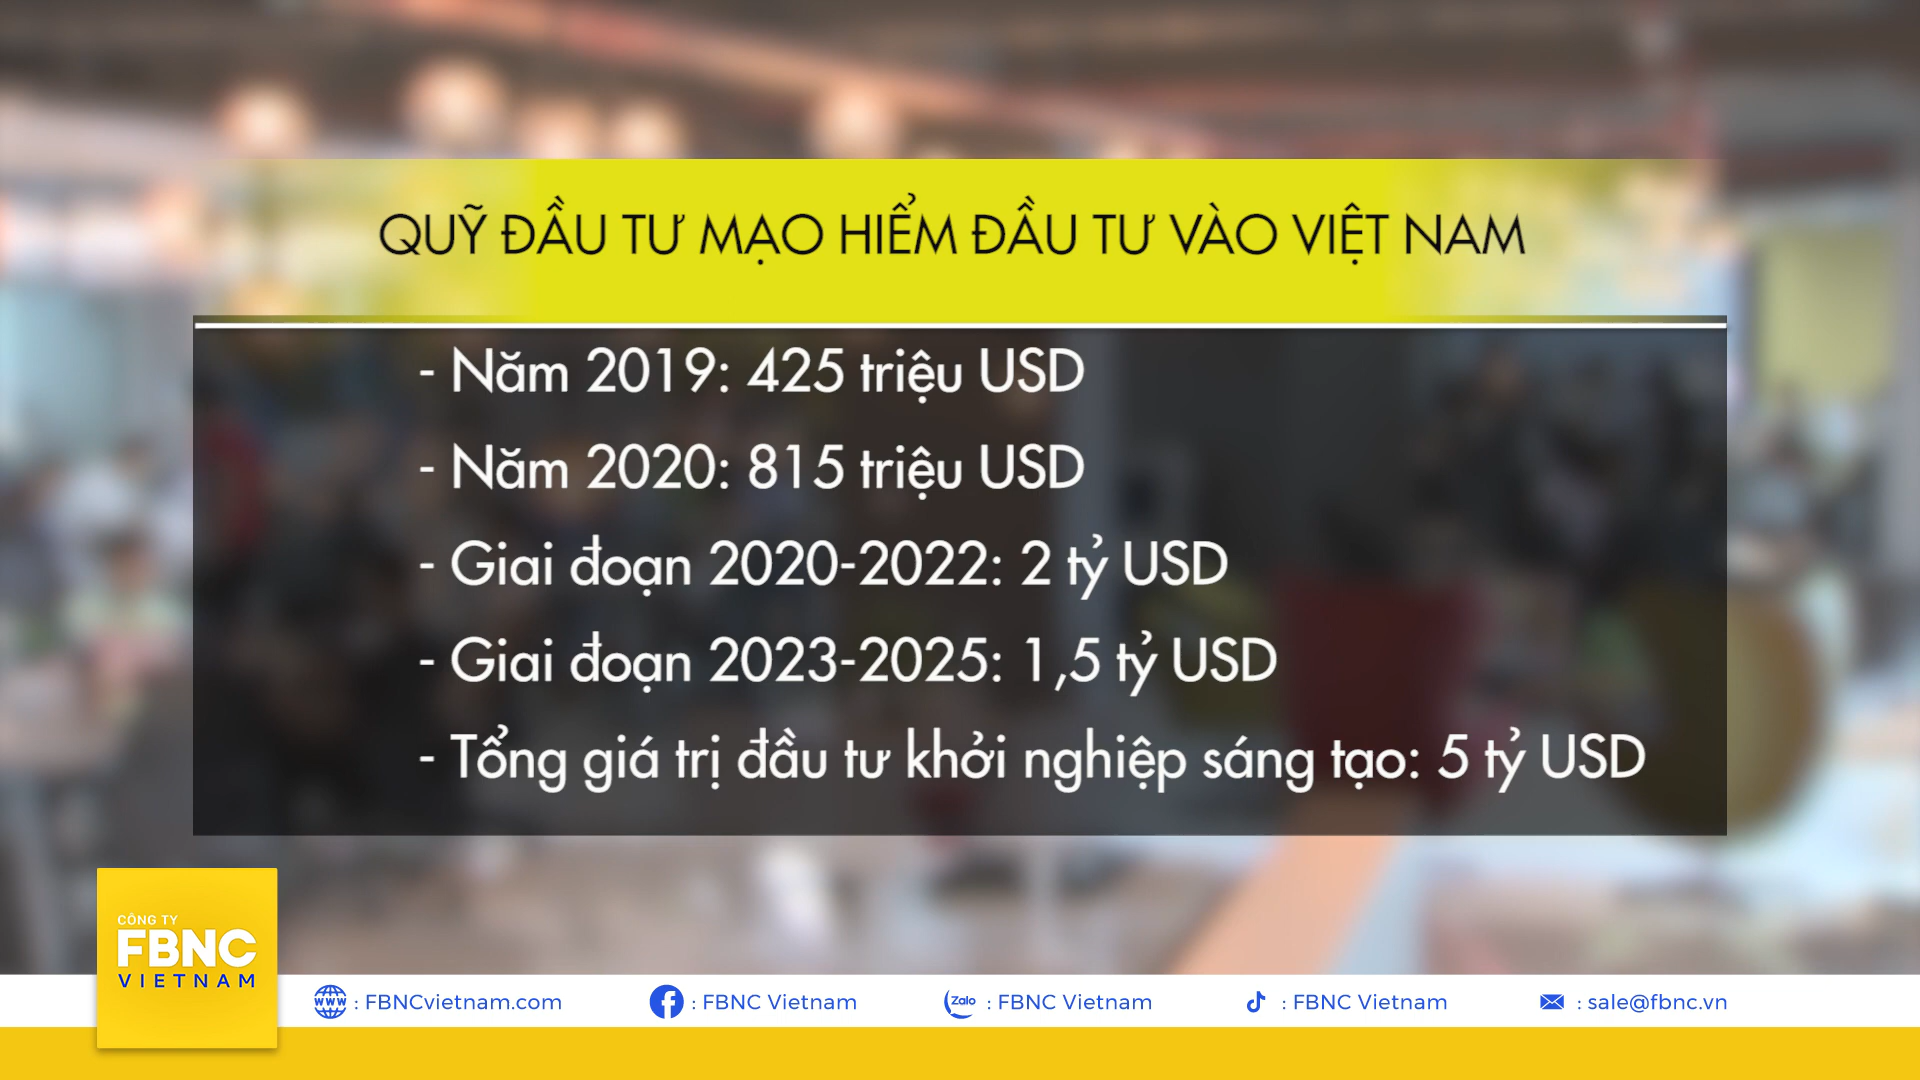 QUỸ ĐẦU TƯ MẠO HIỂM ĐẦU TƯ VÀO VIỆT NAM
- Năm 2019: 425 triệu USD
- Năm 2020: 815 triệu USD
- Giai đoạn 2020-2022: 2 tỷ USD
- Giai đoạn 2023-2025: 1,5 tỷ USD
- Tổng giá trị đầu tư khởi nghiệp sáng tạo: 5 tỷ USD
CÔNG TY
FBNC
VIETNAM
www : FBNCvietnam.com : FBNC Vietnam Zalo : FBNC Vietnam : FBNC Vietnam : sale@fbnc.vn